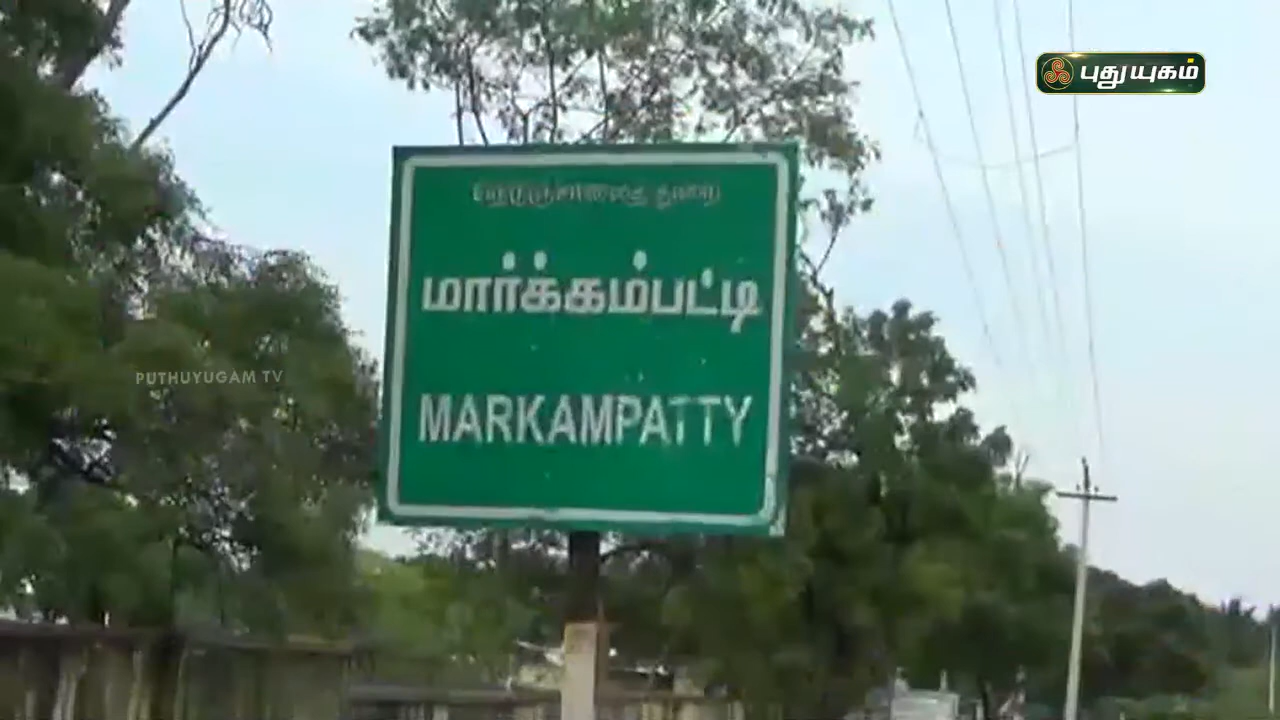 புதுயுகம்
நெடுஞ்சாலைத் துறை
மார்க்கம்பட்டி
PUTHUYUGAM TV
MARKAMPATTY